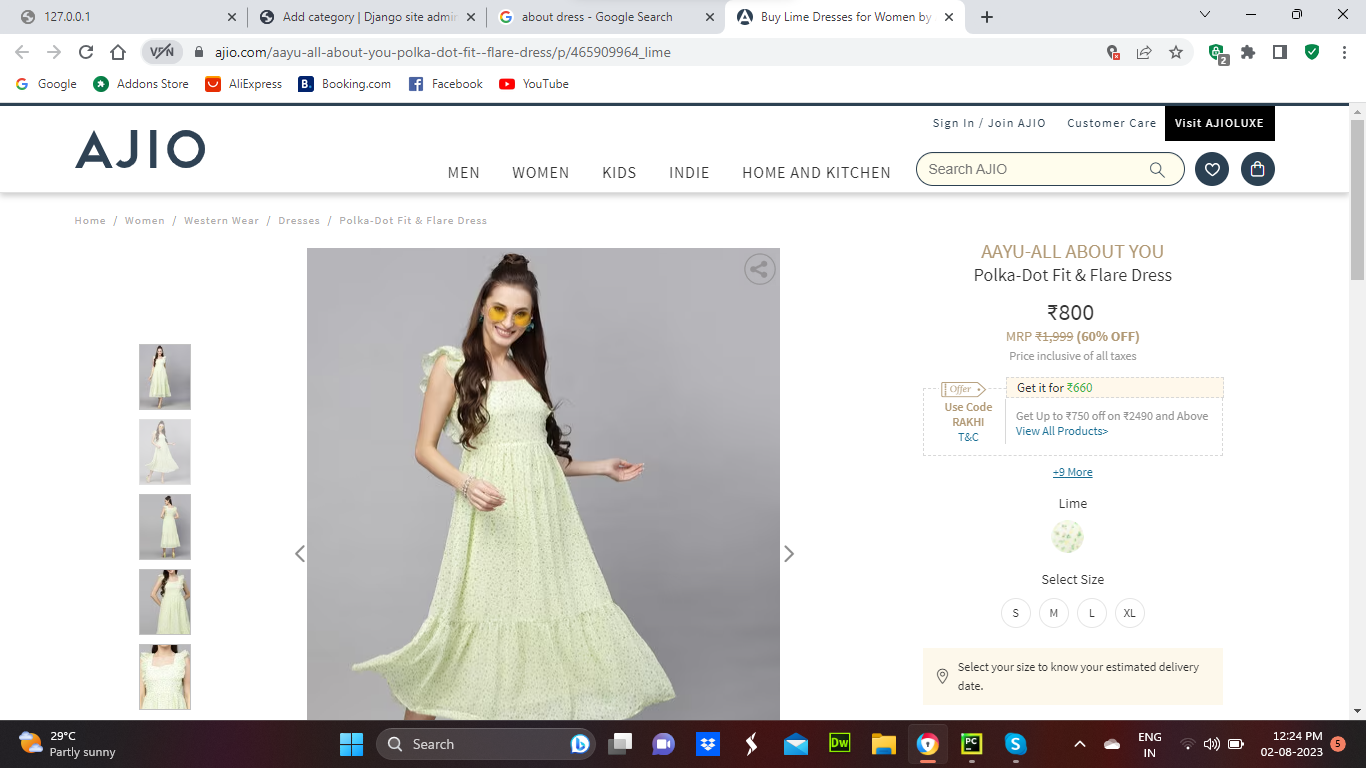 127.0.0.1
Add category | Django site admin
about dress - Google Search
Buy Lime Dresses for Women by
VPN
ajio.com/aayu-all-about-you-polka-dot-fit--flare-dress/p/465909964_lime
2
Google
Addons Store
AliExpress
B.
Booking.com
Facebook
YouTube
Sign In / Join AJIO
Customer Care
Visit AJIOLUXE
AJIO
MEN
WOMEN
KIDS
INDIE
HOME AND KITCHEN
Search AJIO
Home / Women / Western Wear / Dresses / Polka-Dot Fit & Flare Dress
AAYU-ALL ABOUT YOU
Polka-Dot Fit & Flare Dress
₹800
MRP ₹1,999 (60% OFF)
Price inclusive of all taxes
Offer
Use Code
RAKHI
T&C
Get it for ₹660
Get Up to ₹750 off on ₹2490 and Above
View All Products>
+9 More
Lime
Select Size
S
M
L
XL
Select your size to know your estimated delivery
date.
29°C
Partly sunny
Search
Dw
PC
S
ENG
IN
12:24 PM
02-08-2023
5